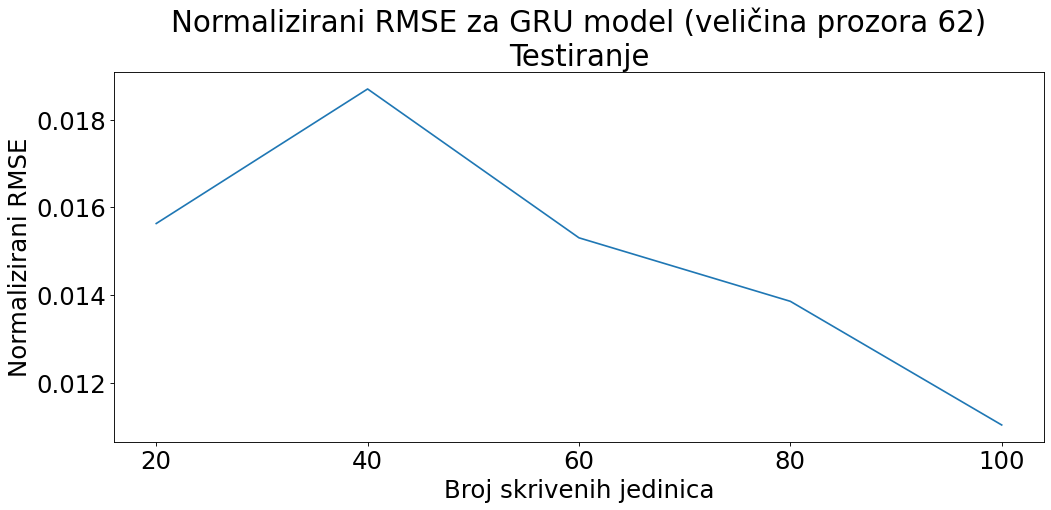 Normalizirani RMSE za GRU model (veličina prozora 62)
Testiranje
Normalizirani RMSE
0.018
0.016
0.014
0.012
20 40 60 80 100
Broj skrivenih jedinica